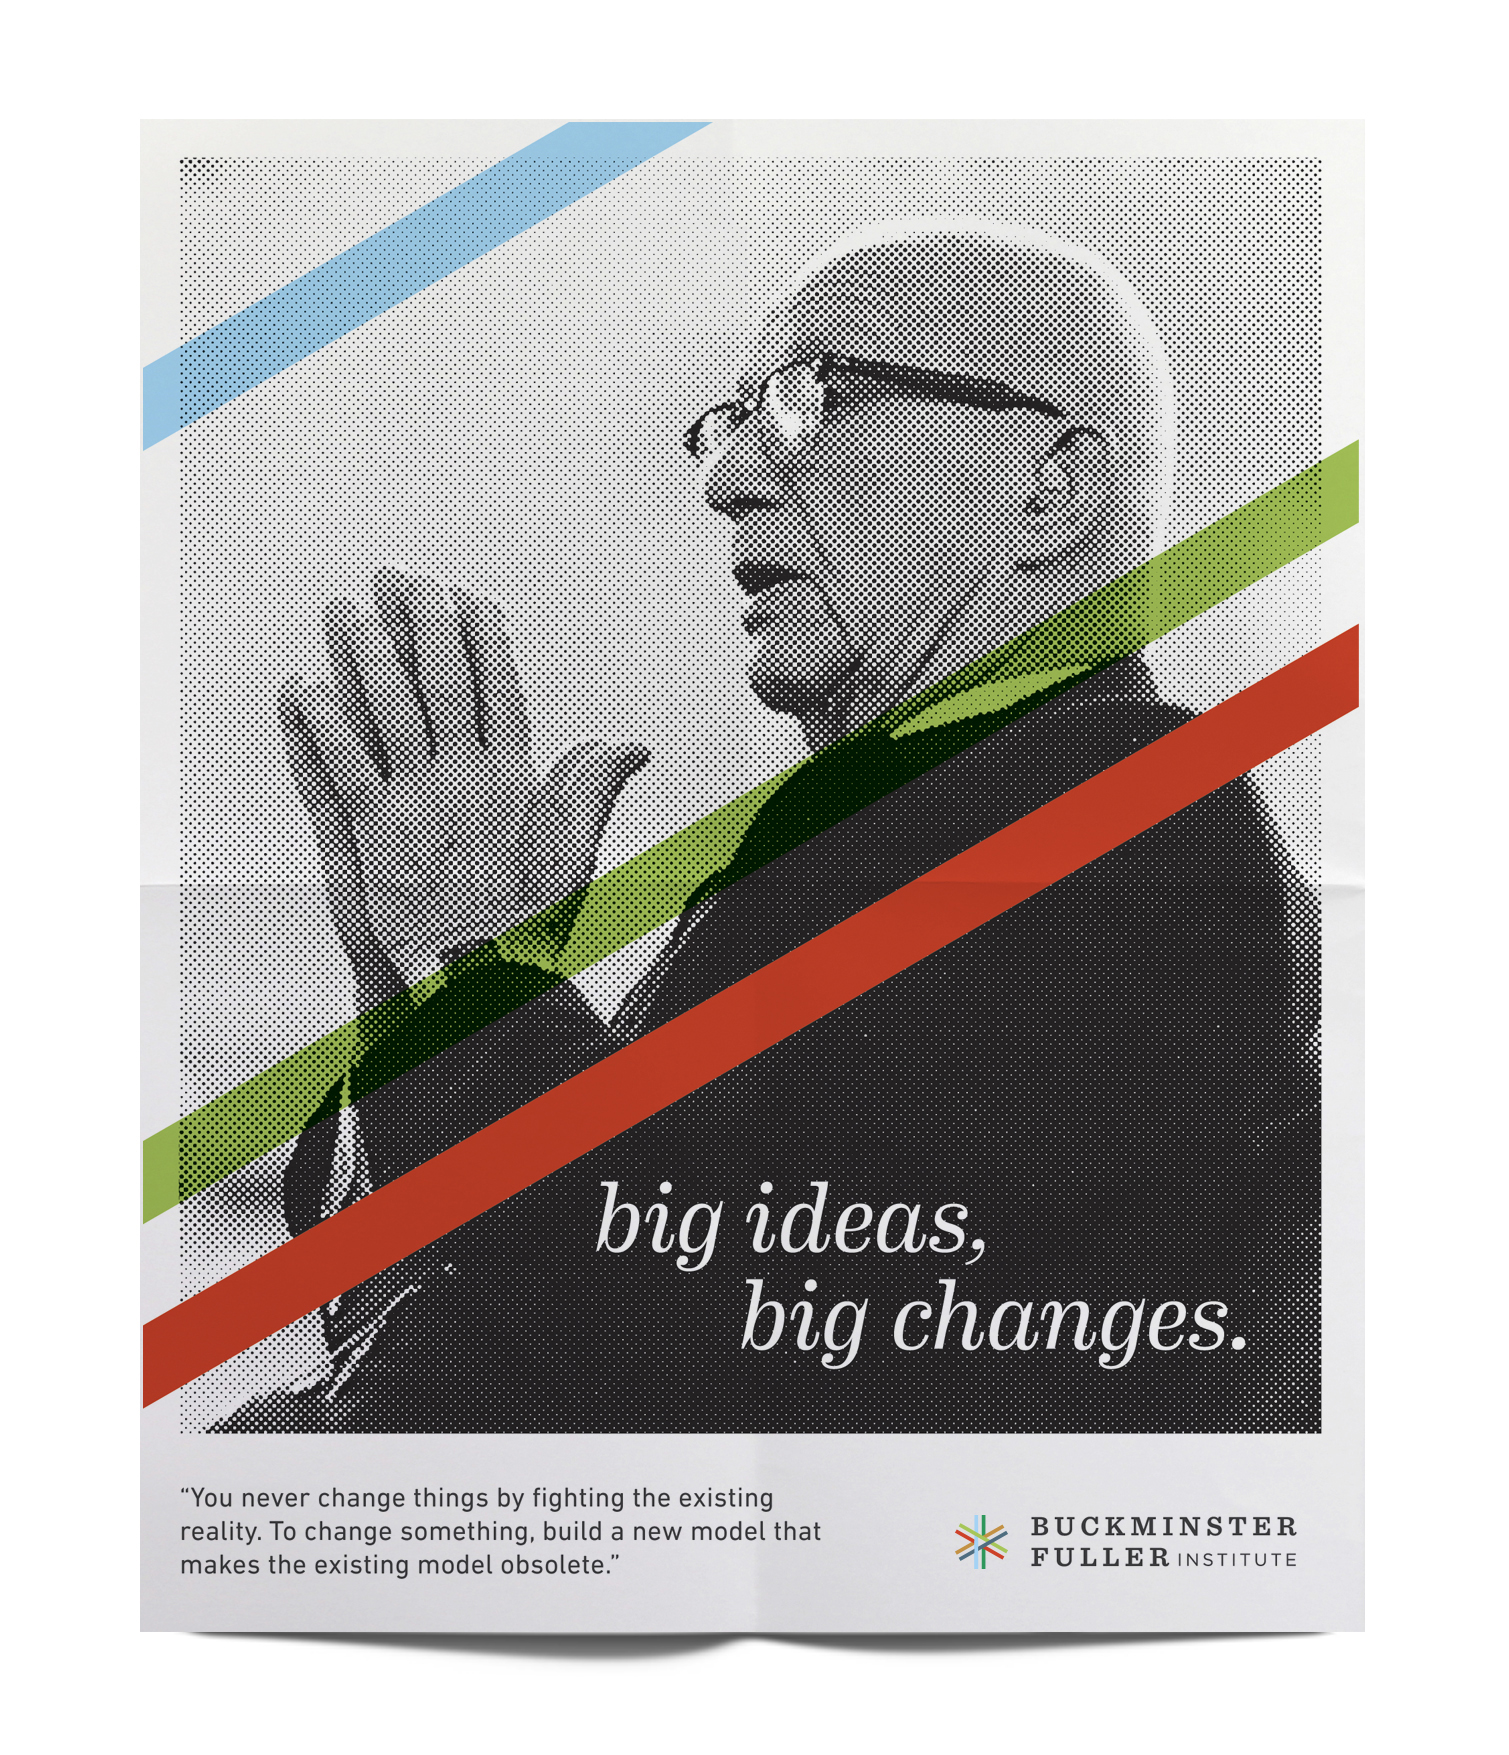 big ideas,
big changes.
“You never change things by fighting the existing
reality. To change something, build a new model that
makes the existing model obsolete.”
BUCKMINSTER
FULLER INSTITUTE